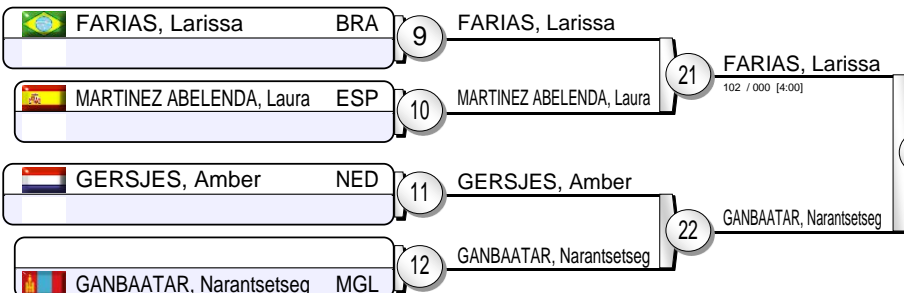 FARIAS, Larissa BRA
9
FARIAS, Larissa
MARTINEZ ABELENDA, Laura ESP
10
MARTINEZ ABELENDA, Laura
21
FARIAS, Larissa
102 / 000 [4:00]
GERSJES, Amber NED
11
GERSJES, Amber
GANBAATAR, Narantsetseg MGL
12
GANBAATAR, Narantsetseg
22
GANBAATAR, Narantsetseg